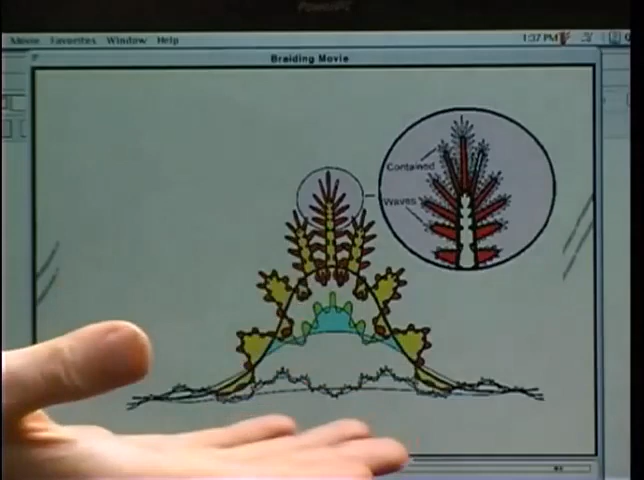 Movie Favorites Window Help
1:37 PM
Braiding Movie
Contained
Waves